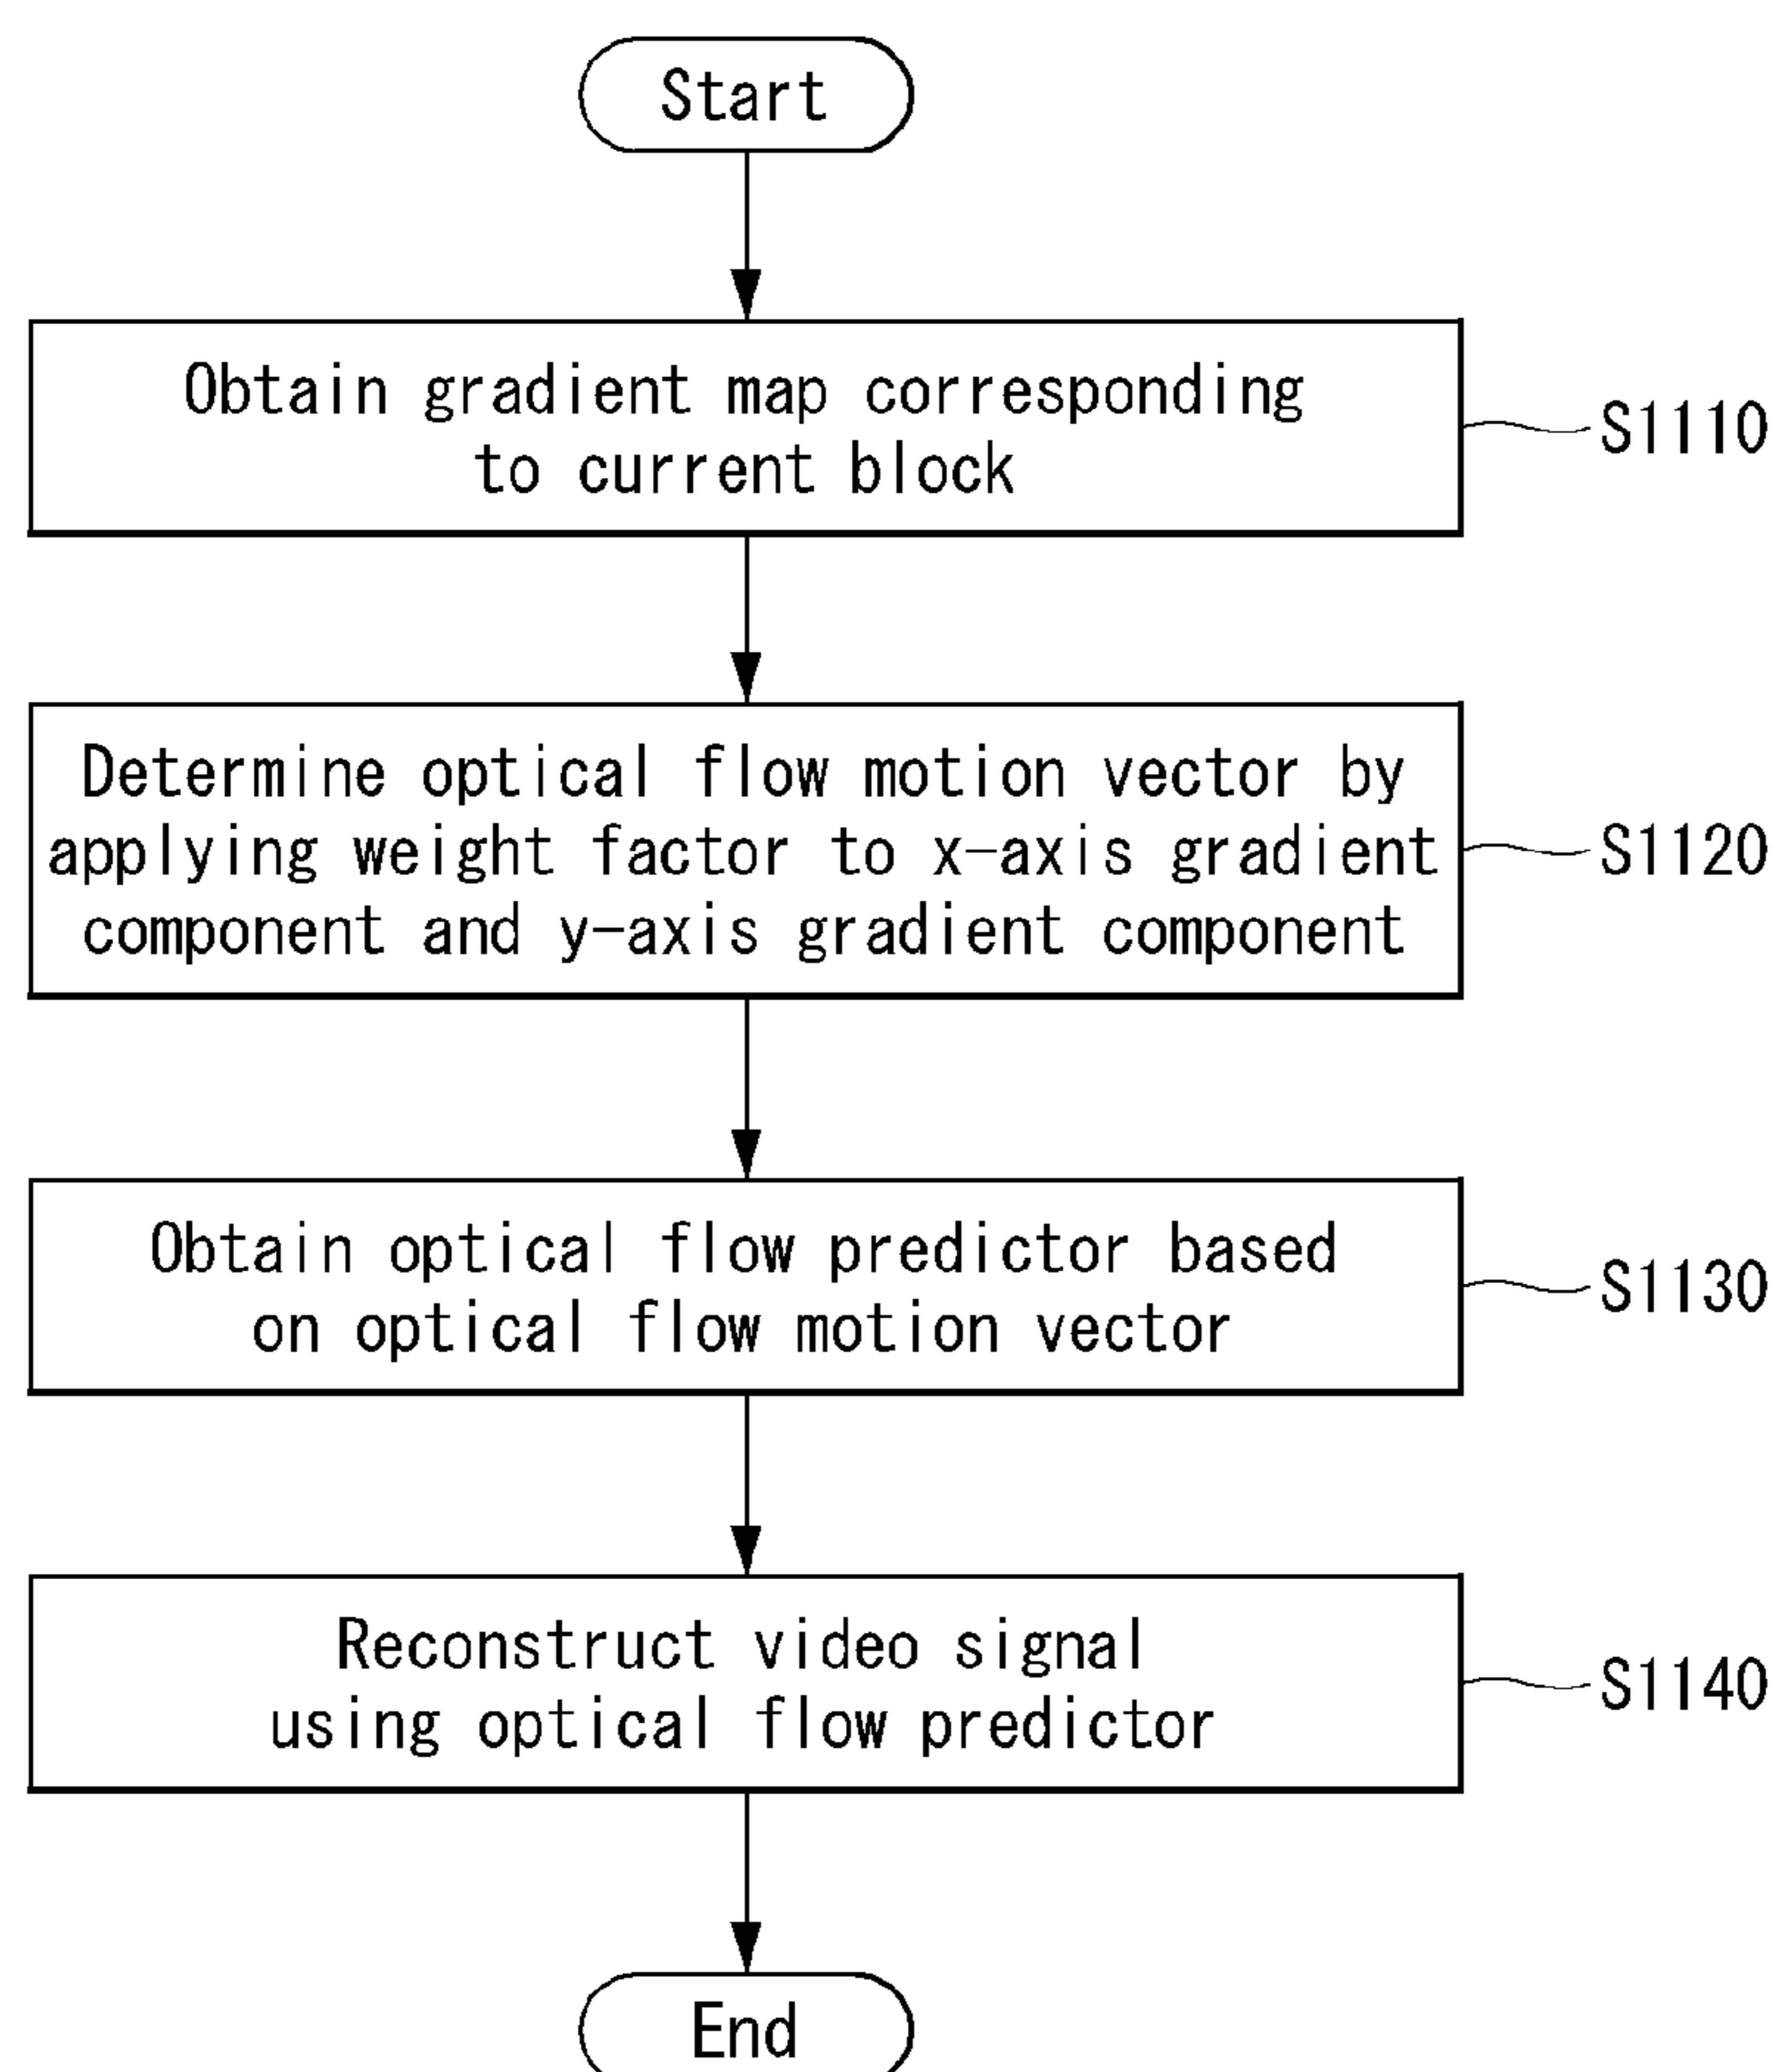 Start
Obtain gradient map corresponding
to current block
S1110
Determine optical flow motion vector by
applying weight factor to x-axis gradient
component and y-axis gradient component
S1120
Obtain optical flow predictor based
on optical flow motion vector
S1130
Reconstruct video signal
using optical flow predictor
S1140
End